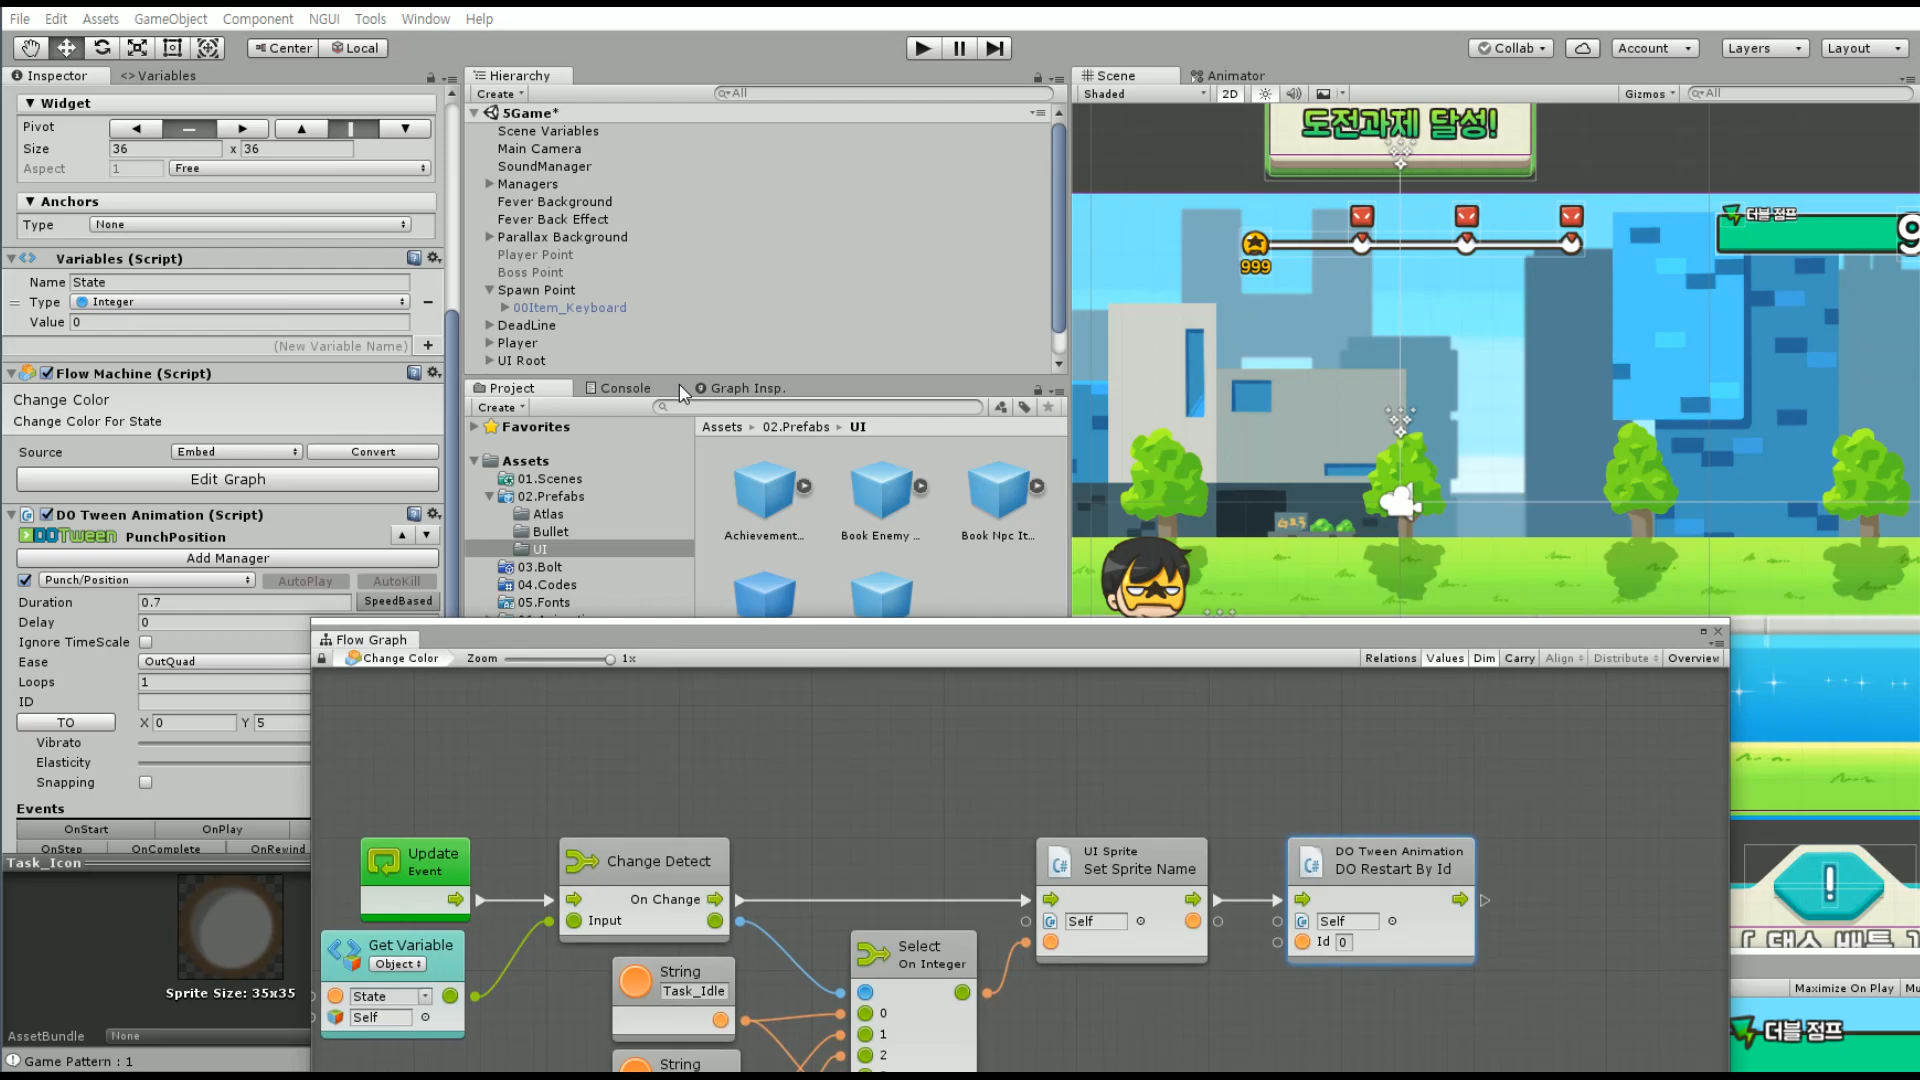 File Edit Assets GameObject Component NGUI Tools Window Help
Center Local
Collab Account Layers Layout
Inspector <> Variables
Widget
Pivot
Size 36 x 36
Aspect 1 Free
Anchors
Type None
Variables (Script)
Name State
Type Integer
Value 0
(New Variable Name)
Flow Machine (Script)
Change Color
Change Color For State
Source Embed Convert
Edit Graph
DO Tween Animation (Script)
DOTween PunchPosition
Add Manager
Punch/Position AutoPlay AutoKill
Duration 0.7 SpeedBased
Delay 0
Ignore TimeScale
Ease OutQuad
Loops 1
ID
TO X 0 Y 5
Vibrato
Elasticity
Snapping
Events
OnStart OnPlay
OnStep OnComplete OnRewind
Task_Icon
Sprite Size: 35x35
AssetBundle None
Game Pattern : 1
Hierarchy
Create All
5Game*
Scene Variables
Main Camera
SoundManager
Managers
Fever Background
Fever Back Effect
Parallax Background
Player Point
Boss Point
Spawn Point
00Item_Keyboard
DeadLine
Player
UI Root
Project Console Graph Insp.
Create
Favorites
Assets
01.Scenes
02.Prefabs
Atlas
Bullet
UI
03.Bolt
04.Codes
05.Fonts
Assets 02.Prefabs UI
Achievement... Book Enemy ... Book Npc It...
Scene Animator
Shaded 2D Gizmos All
도전과제 달성!
999
더블 점프
9
Flow Graph
Change Color Zoom 1x
Relations Values Dim Carry Align Distribute Overview
Update
Event
Change Detect
On Change
Input
Get Variable
Object
State
Self
String
Task_Idle
String
Select
On Integer
0
1
2
UI Sprite
Set Sprite Name
Self
DO Tween Animation
DO Restart By Id
Self
Id 0
Maximize On Play Mu
더블 점프